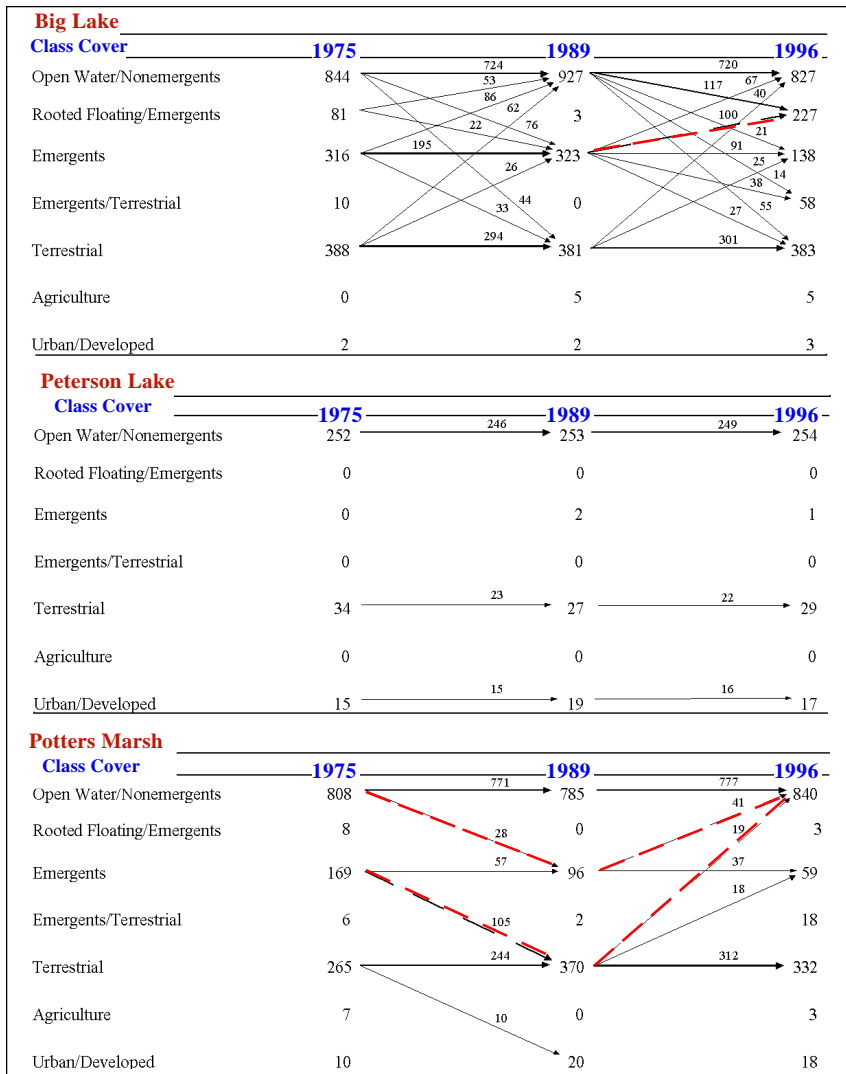 Big Lake
Class Cover 1975 1989 1996
724 720
Open Water/Nonemergents 844 53 927 67 827
86 117 40
62 100
Rooted Floating/Emergents 81 3 227
22 76 21
195 91
Emergents 316 323 138
26 25 14
38
44
Emergents/Terrestrial 10 33 0 27 55 58
294 301
Terrestrial 388 381 383
Agriculture 0 5 5
Urban/Developed 2 2 3
Peterson Lake
Class Cover 1975 1989 1996
246 249
Open Water/Nonemergents 252 253 254
Rooted Floating/Emergents 0 0 0
Emergents 0 2 1
Emergents/Terrestrial 0 0 0
23 22
Terrestrial 34 27 29
Agriculture 0 0 0
15 16
Urban/Developed 15 19 17
Potters Marsh
Class Cover 1975 1989 1996
771 777
Open Water/Nonemergents 808 785 840
41
Rooted Floating/Emergents 8 28 0 19 3
57 37
Emergents 169 96 59
18
Emergents/Terrestrial 6 105 2 18
244 312
Terrestrial 265 370 332
Agriculture 7 10 0 3
Urban/Developed 10 20 18